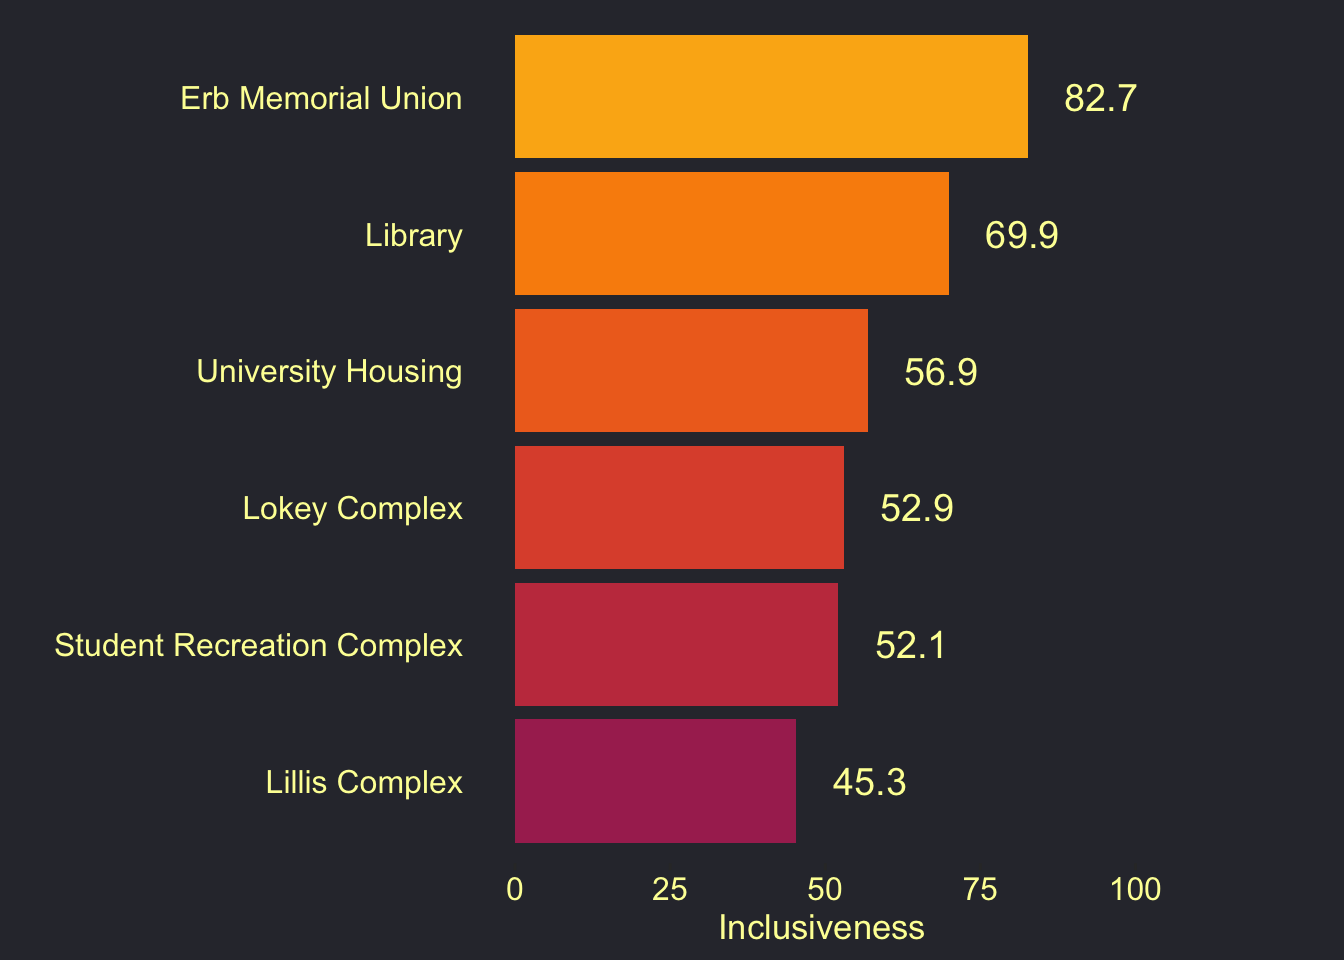 Erb Memorial Union 82.7
Library 69.9
University Housing 56.9
Lokey Complex 52.9
Student Recreation Complex 52.1
Lillis Complex 45.3
0 25 50 75 100
Inclusiveness